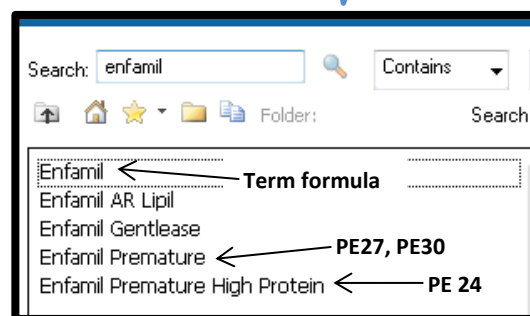 Search: enfamil Contains
Folder: Search
Enfamil Term formula
Enfamil AR Lipil
Enfamil Gentlease
Enfamil Premature PE27, PE30
Enfamil Premature High Protein PE 24